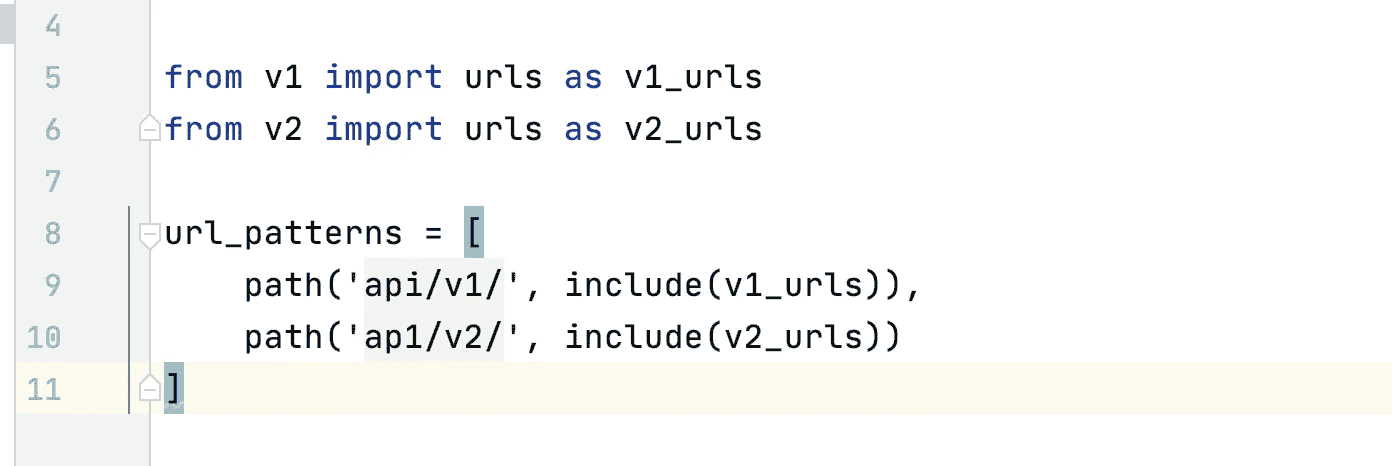 4
5 from v1 import urls as v1_urls
6 from v2 import urls as v2_urls
7
8 url_patterns = [
9     path('api/v1/', include(v1_urls)),
10     path('ap1/v2/', include(v2_urls))
11 ]